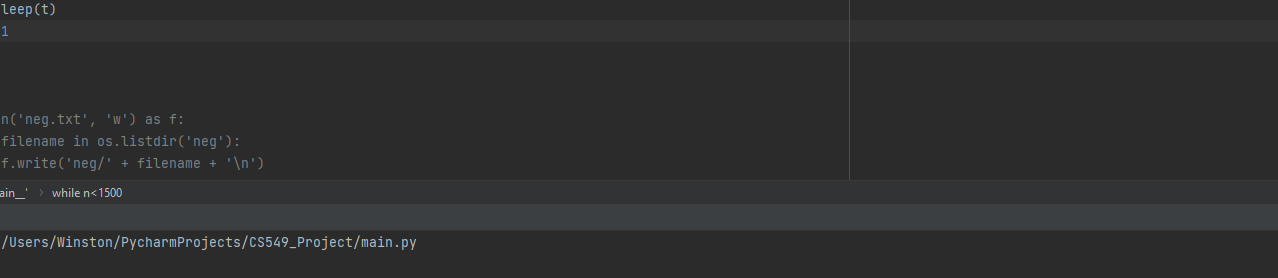 leep(t)
1
n('neg.txt', 'w') as f:
filename in os.listdir('neg'):
f.write('neg/' + filename + '\n')
ain__' › while n<1500
/Users/Winston/PycharmProjects/CS549_Project/main.py